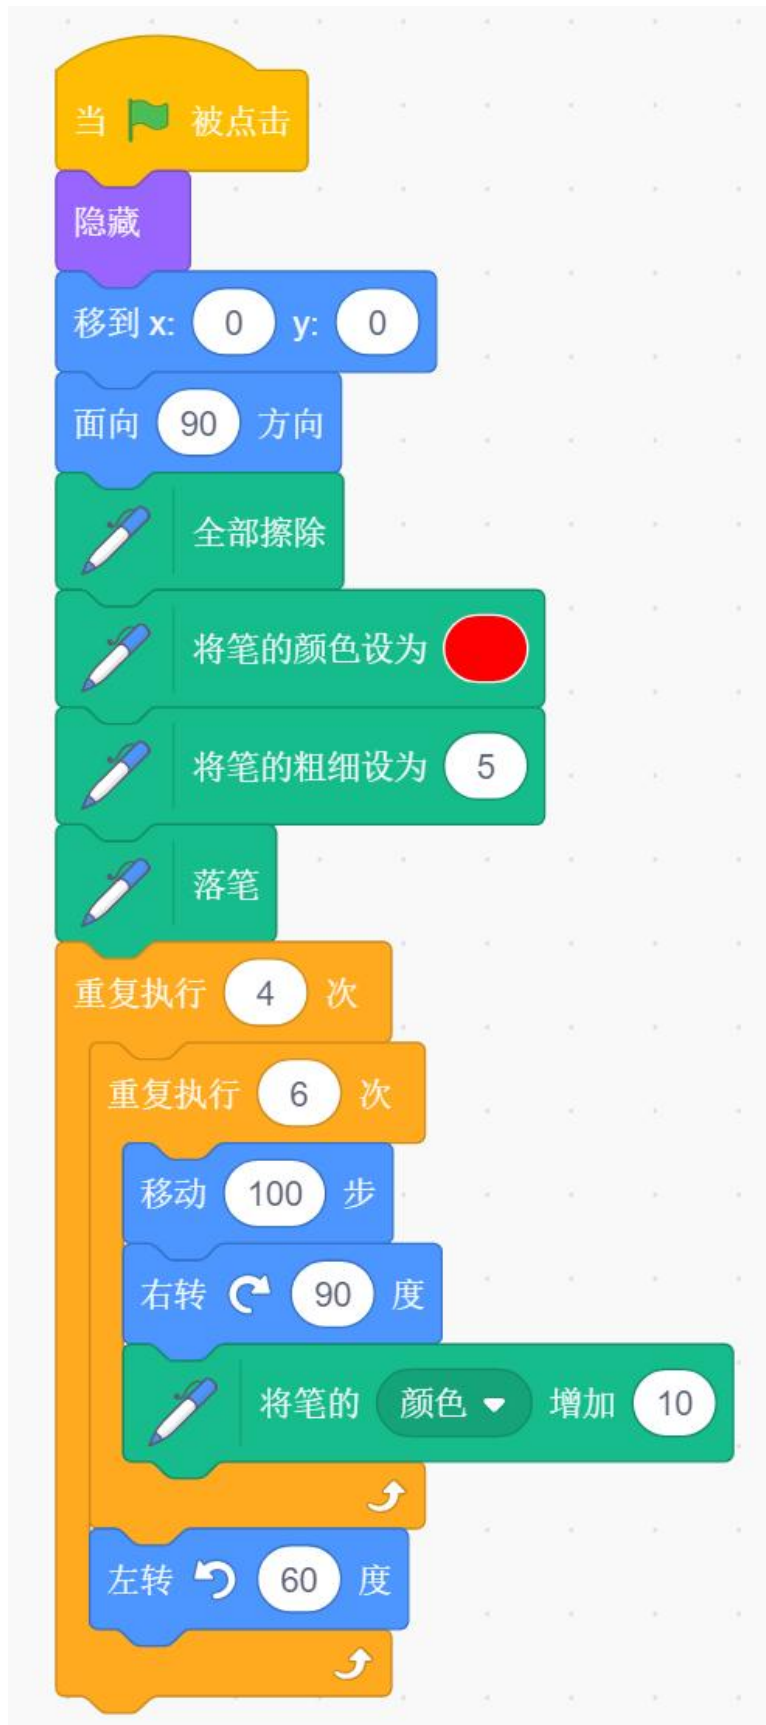 当 被点击
隐藏
移到 x: 0 y: 0
面向 90 方向
全部擦除
将笔的颜色设为
将笔的粗细设为 5
落笔
重复执行 4 次
重复执行 6 次
移动 100 步
右转 90 度
将笔的 颜色 增加 10
左转 60 度